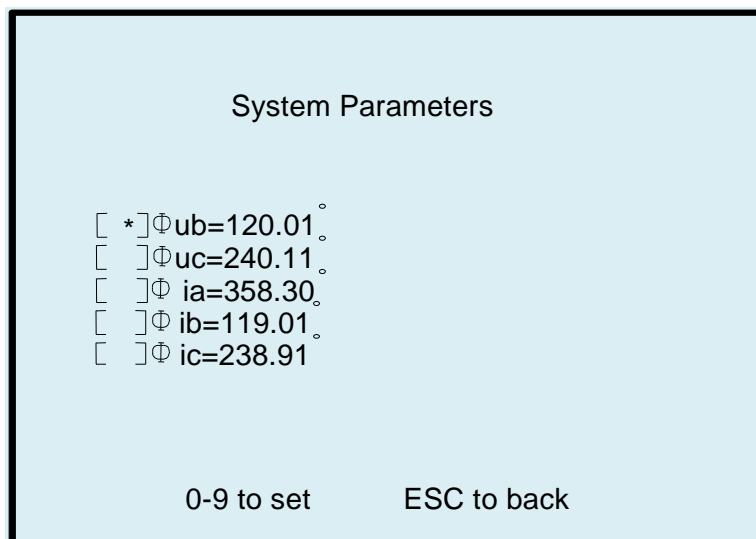 System Parameters
[ *]Φub=120.01°
[ ]Φuc=240.11°
[ ]Φ ia=358.30°
[ ]Φ ib=119.01°
[ ]Φ ic=238.91°
0-9 to set ESC to back